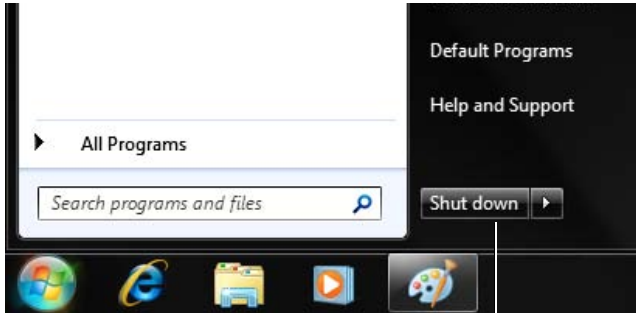 Default Programs
Help and Support
All Programs
Search programs and files
Shut down